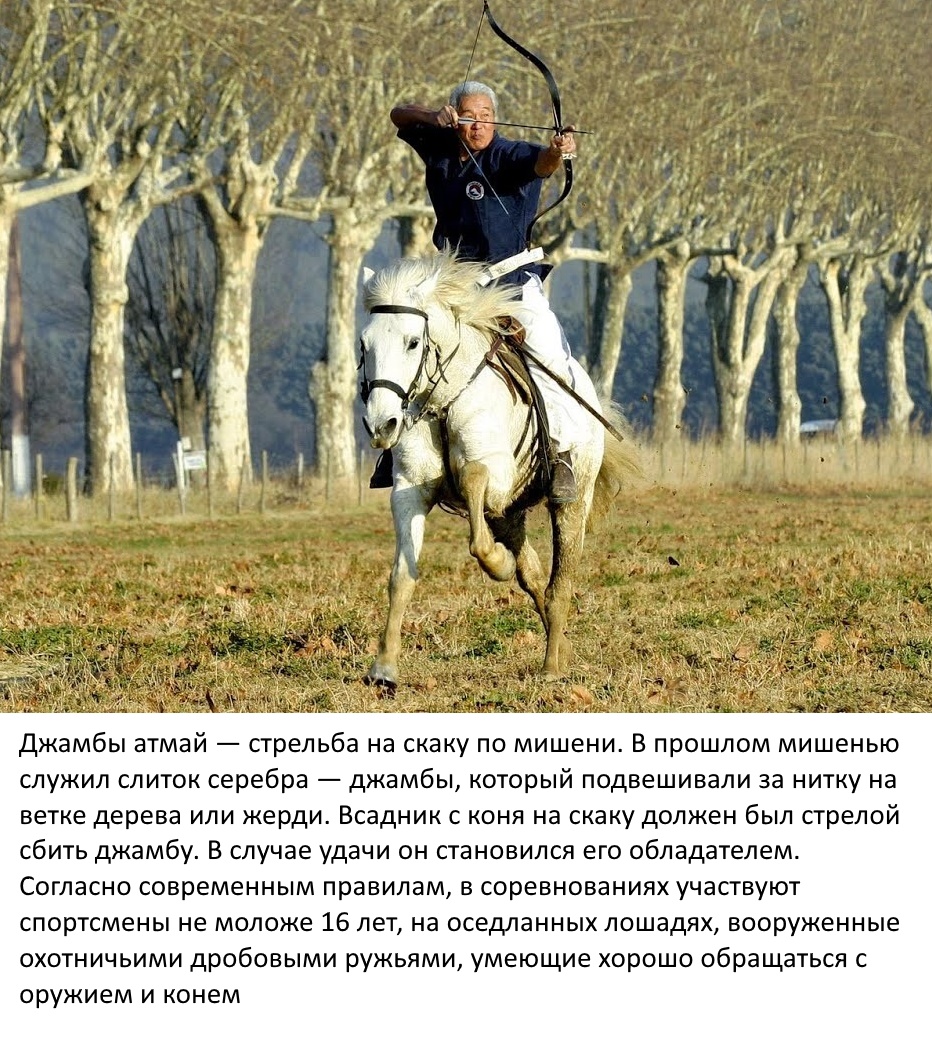 Джамбы атмай — стрельба на скаку по мишени. В прошлом мишенью
служил слиток серебра — джамбы, который подвешивали за нитку на
ветке дерева или жерди. Всадник с коня на скаку должен был стрелой
сбить джамбу. В случае удачи он становился его обладателем.
Согласно современным правилам, в соревнованиях участвуют
спортсмены не моложе 16 лет, на оседланных лошадях, вооруженные
охотничьими дробовыми ружьями, умеющие хорошо обращаться с
оружием и конем